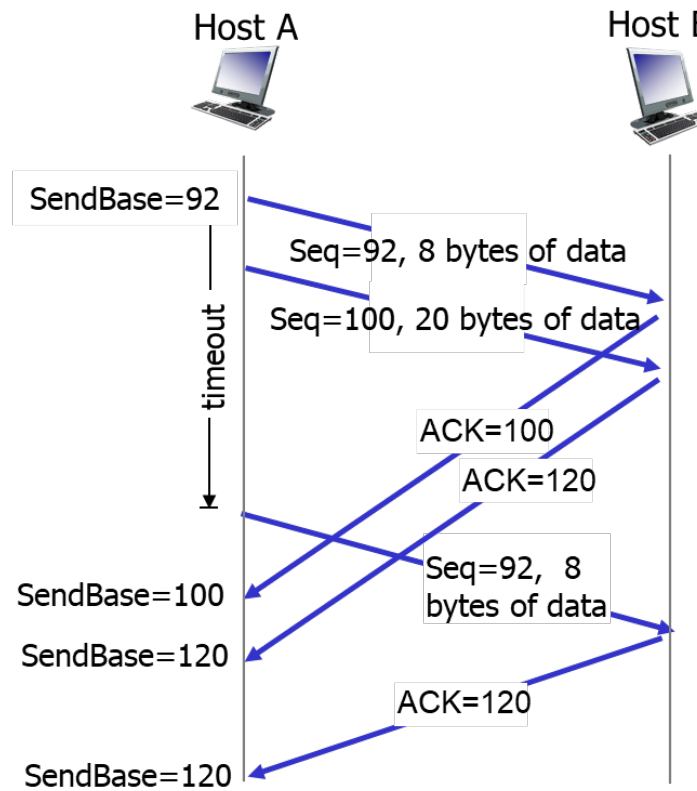 Host A
Host
SendBase=92
Seq=92, 8 bytes of data
Seq=100, 20 bytes of data
timeout
ACK=100
ACK=120
Seq=92,  8
bytes of data
SendBase=100
SendBase=120
ACK=120
SendBase=120